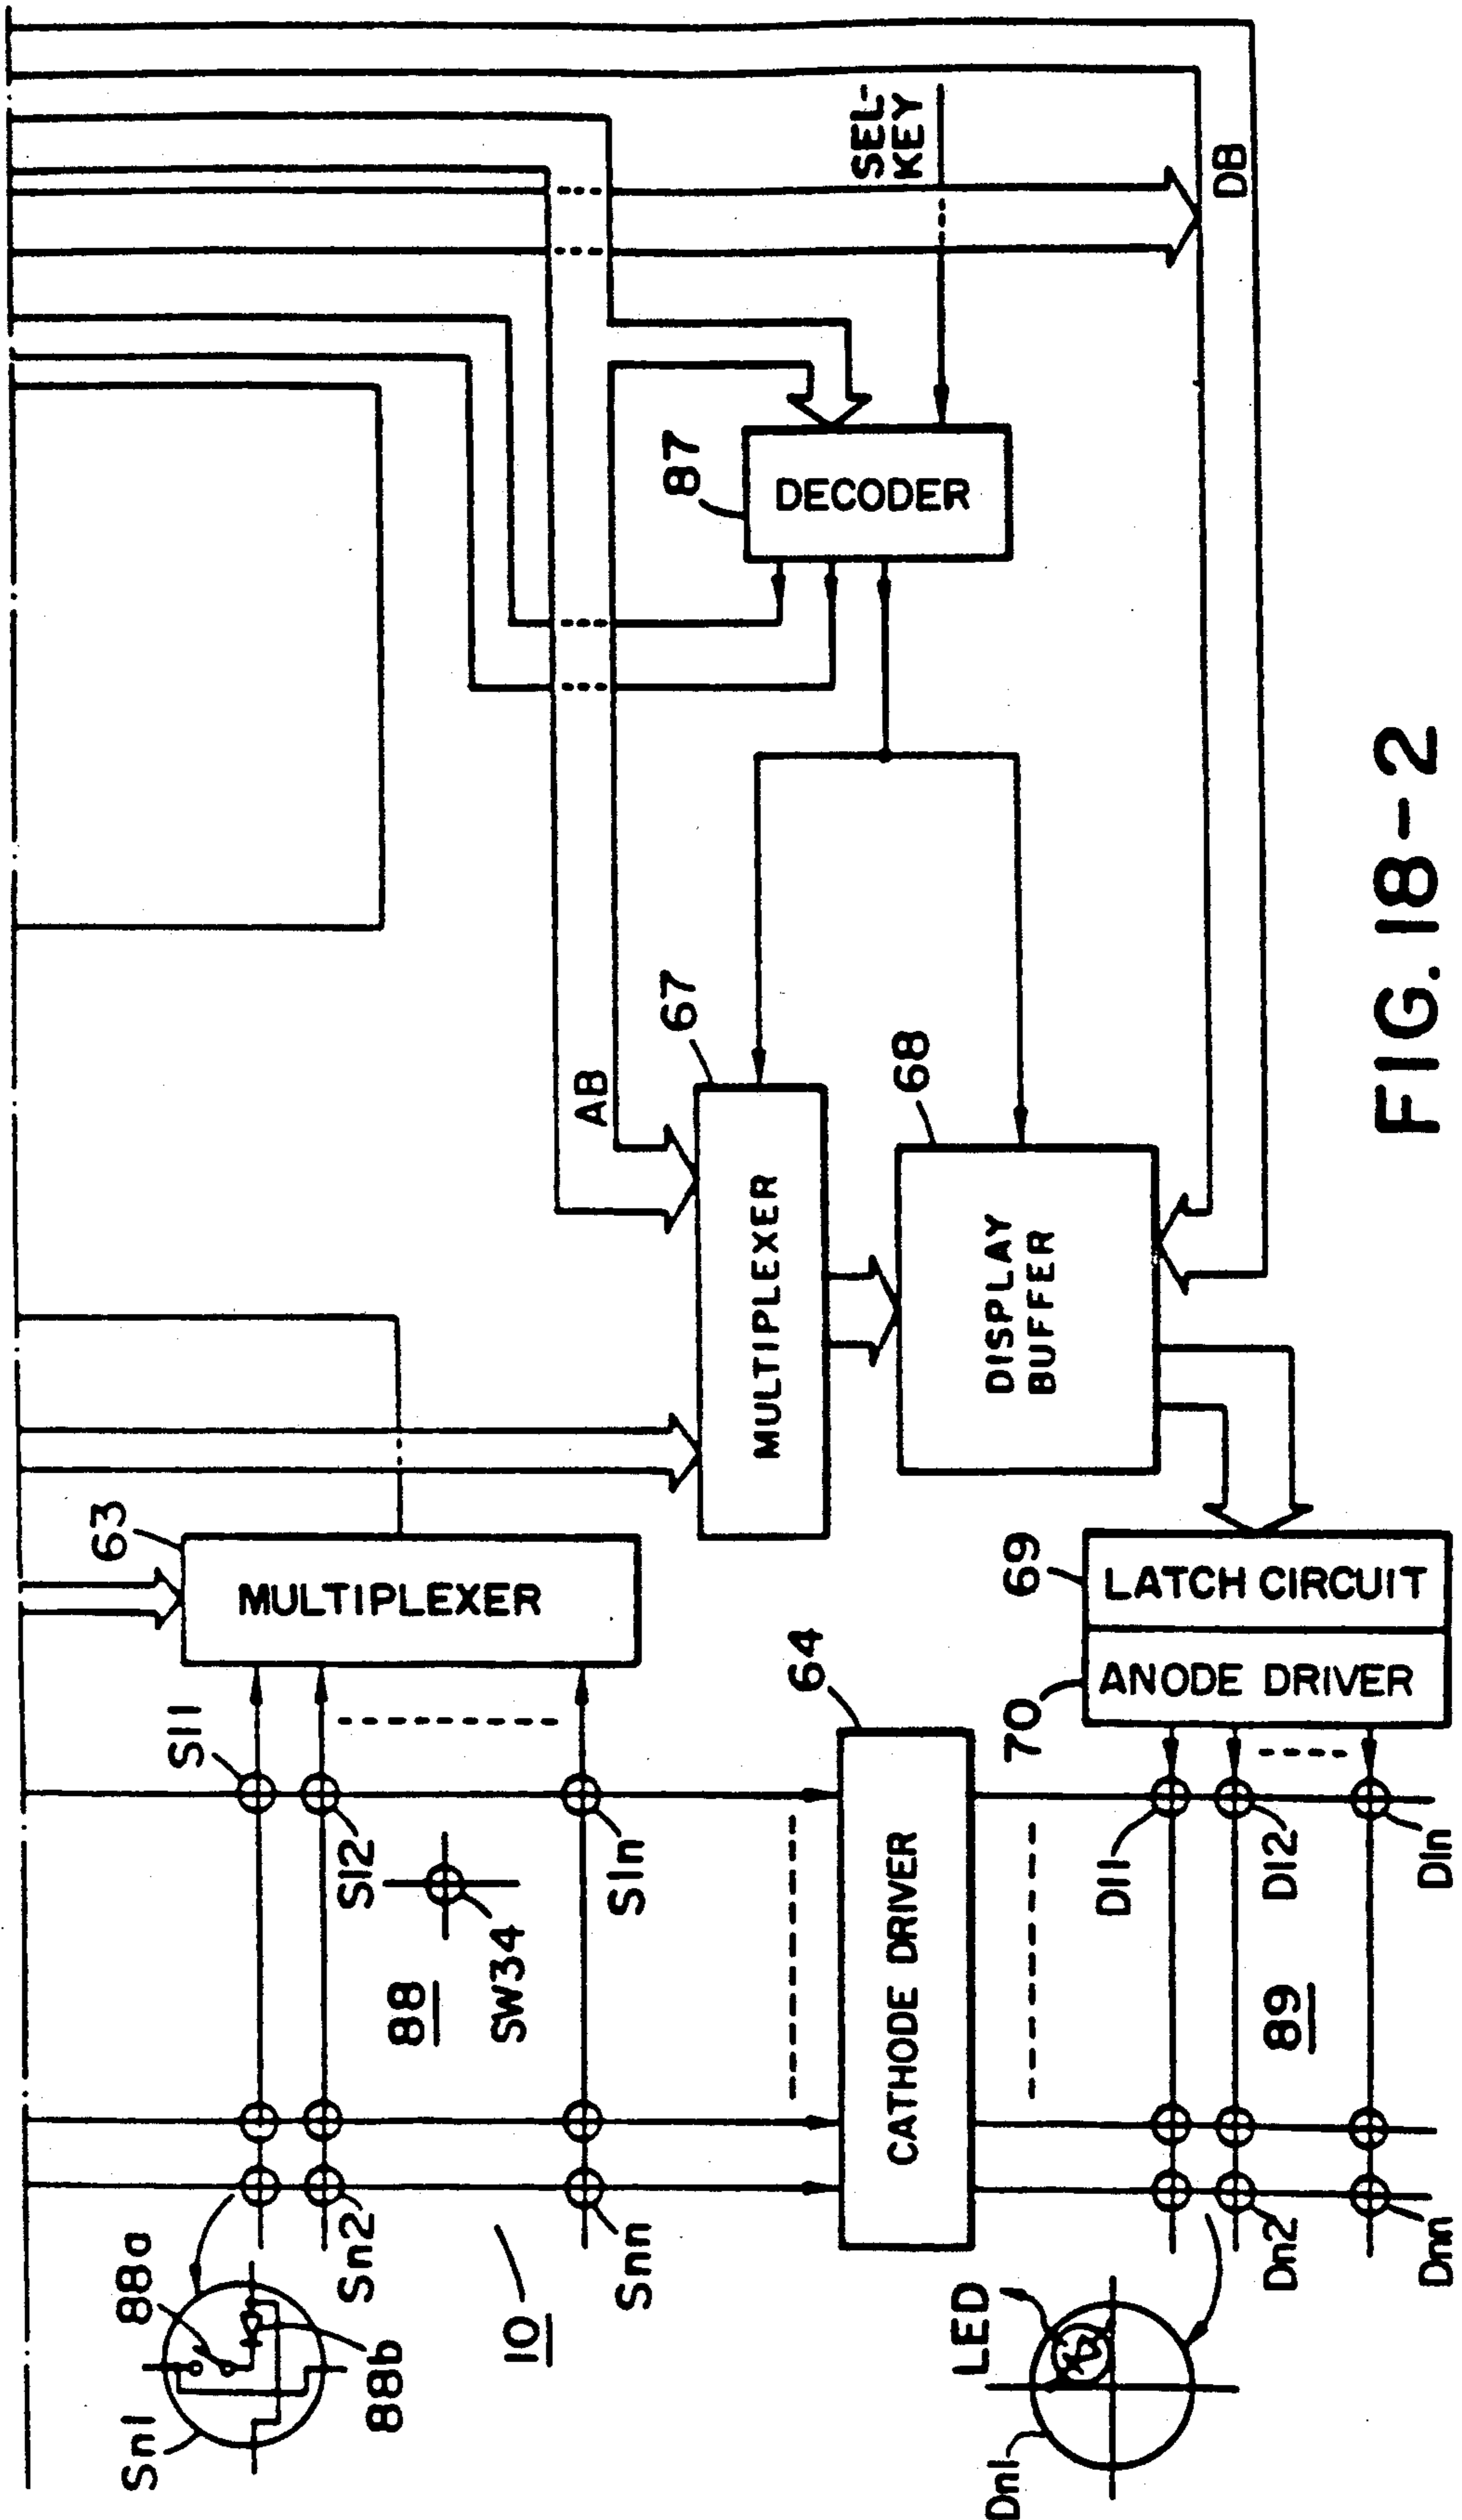 SEL-
KEY
DB
87
DECODER
AB
67
MULTIPLEXER
68
DISPLAY
BUFFER
63
MULTIPLEXER
69
LATCH CIRCUIT
70
ANODE DRIVER
64
CATHODE DRIVER
S11
S12
S1n
SW34
88
Sn2
Snn
D11
D12
D1n
89
Dn2
Dnn
88a
88b
Sn1
10
LED
Dn1
FIG. 18-2